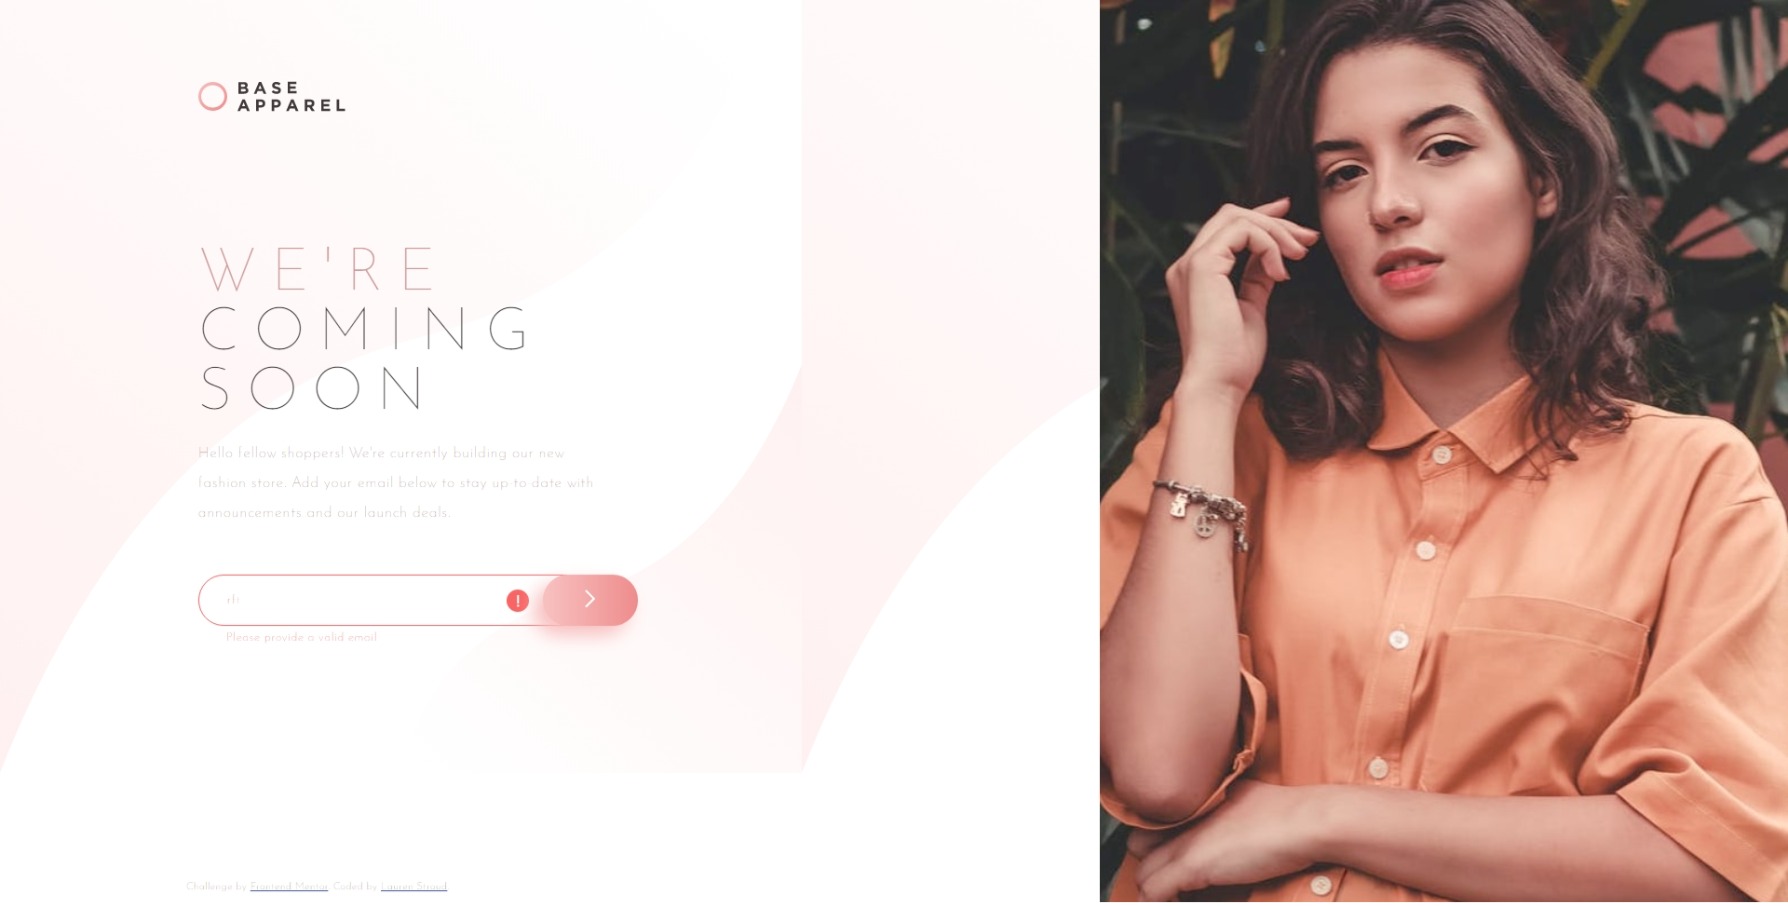 BASE
APPAREL
WE'RE
COMING
SOON
Hello fellow shoppers! We're currently building our new
fashion store. Add your email below to stay up-to-date with
announcements and our launch deals.
!
Please provide a valid email
Challenge by Frontend Mentor. Coded by Lauren Stroud.